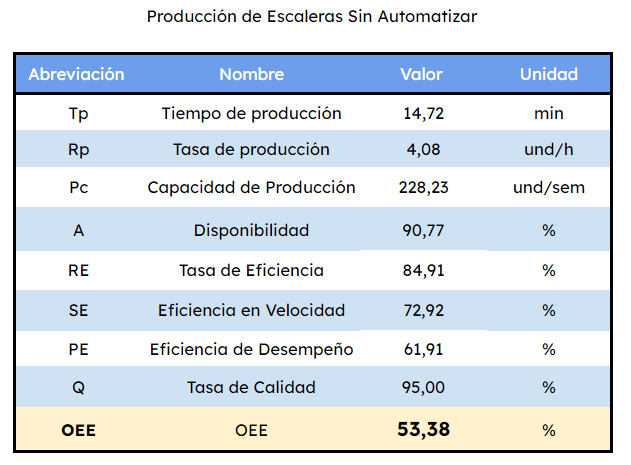 Producción de Escaleras Sin Automatizar
Abreviación Nombre Valor Unidad
Tp Tiempo de producción 14,72 min
Rp Tasa de producción 4,08 und/h
Pc Capacidad de Producción 228,23 und/sem
A Disponibilidad 90,77 %
RE Tasa de Eficiencia 84,91 %
SE Eficiencia en Velocidad 72,92 %
PE Eficiencia de Desempeño 61,91 %
Q Tasa de Calidad 95,00 %
OEE OEE 53,38 %